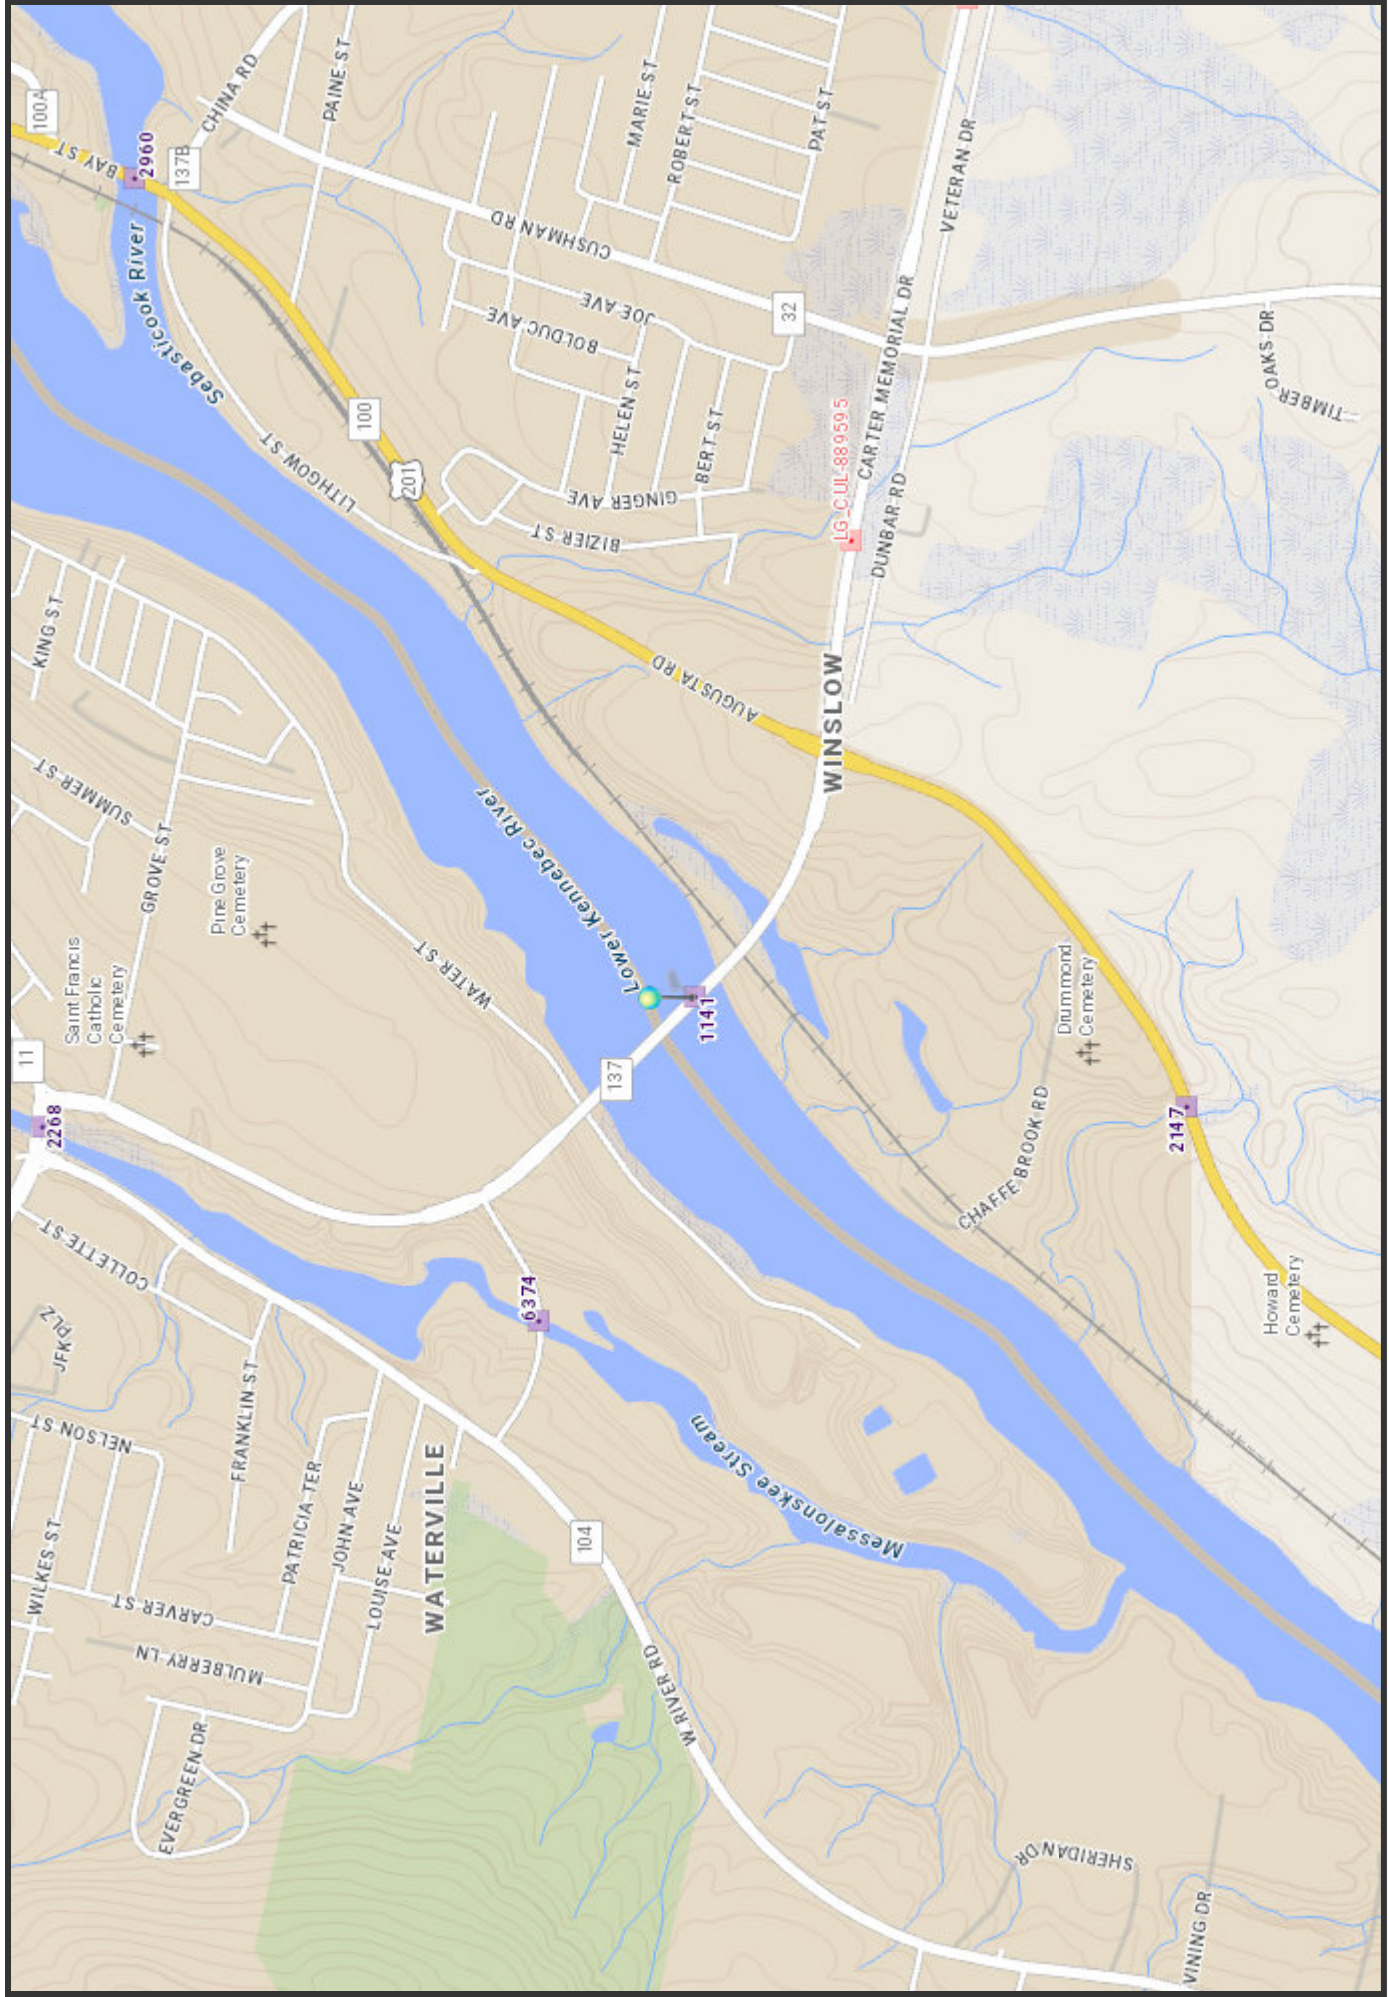 100A
BAY ST
2960
137B
CHINA RD
PAINE ST
MARIE ST
ROBERT ST
PAT ST
VETERAN DR
Sebasticook River
CUSHMAN RD
JOE AVE
BOLDUC AVE
32
CARTER MEMORIAL DR
OAKS DR
TIMBER
100
201
LITHGOW ST
HELEN ST
BERT ST
GINGER AVE
BIZIER ST
LG_CUL-889595
DUNBAR RD
KING ST
AUGUSTA RD
WINSLOW
SUMMER ST
GROVE ST
Pine Grove
Cemetery
Saint Francis
Catholic
Cemetery
WATER ST
Lower Kennebec River
1141
137
11
2268
Drummond
Cemetery
CHAFFE BROOK RD
2147
Howard
Cemetery
COLLETTE ST
JFK PLZ
6374
FRANKLIN ST
NELSON ST
WATERVILLE
PATRICIA TER
JOHN AVE
LOUISE AVE
WILKES ST
CARVER ST
MULBERRY LN
EVERGREEN DR
104
Messalonskee Stream
W RIVER RD
SHERIDAN DR
VINING DR